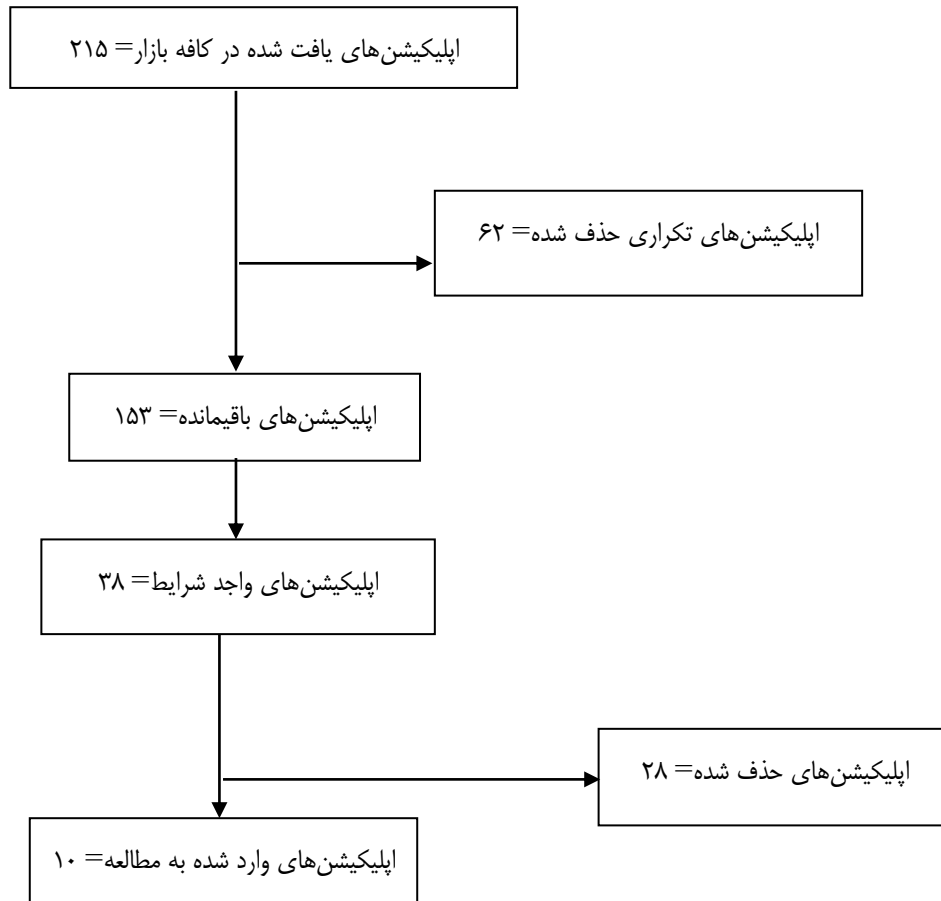 اپلیکیشن‌های یافت شده در کافه بازار= ۲۱۵
اپلیکیشن‌های تکراری حذف شده= ۶۲
اپلیکیشن‌های باقیمانده= ۱۵۳
اپلیکیشن‌های واجد شرایط= ۳۸
اپلیکیشن‌های حذف شده= ۲۸
اپلیکیشن‌های وارد شده به مطالعه= ۱۰